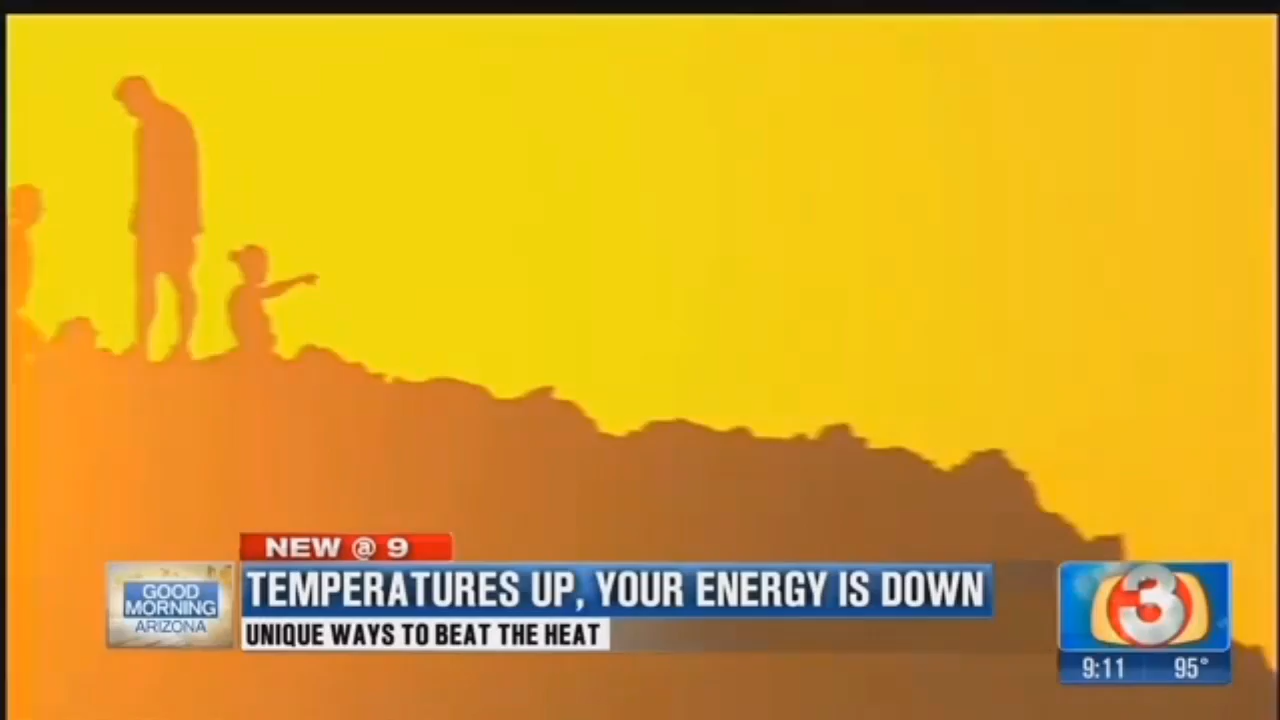 NEW @ 9
GOOD
MORNING
ARIZONA
TEMPERATURES UP, YOUR ENERGY IS DOWN
UNIQUE WAYS TO BEAT THE HEAT
3
9:11 95°